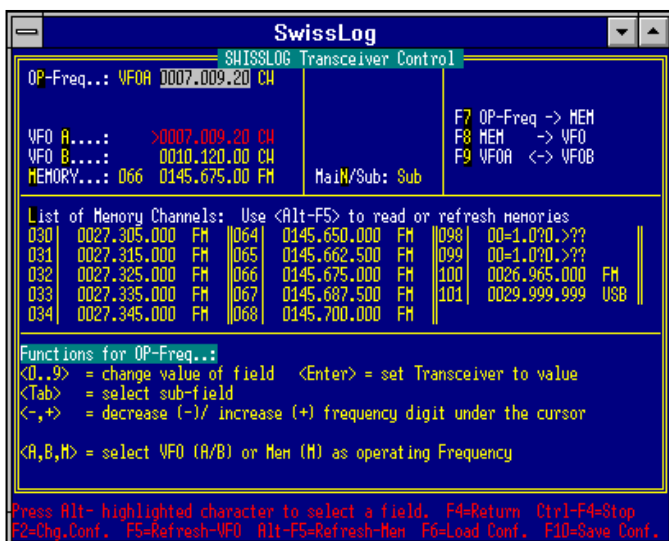 SwissLog
SWISSLOG Transceiver Control
OP-Freq..: VFOA 0007.009.20 CW
F7 OP-Freq -> MEM
VFO A....: >0007.009.20 CW F8 MEM -> VFO
VFO B....: 0010.120.00 CW F9 VFOA <-> VFOB
MEMORY...: 066 0145.675.00 FM MaiN/Sub: Sub
List of Memory Channels: Use <Alt-F5> to read or refresh memories
030| 0027.305.000 FM ||064| 0145.650.000 FM ||098| 00=1.0?0.>?? ||
031| 0027.315.000 FM ||065| 0145.662.500 FM ||099| 00=1.0?0.>?? ||
032| 0027.325.000 FM ||066| 0145.675.000 FM ||100| 0026.965.000 FM
033| 0027.335.000 FM ||067| 0145.687.500 FM ||101| 0029.999.999 USB ||
034| 0027.345.000 FM ||068| 0145.700.000 FM ||
Functions for OP-Freq..:
<0..9> = change value of field <Enter> = set Transceiver to value
<Tab> = select sub-field
<-,+> = decrease (-)/ increase (+) frequency digit under the cursor
<A,B,M> = select VFO (A/B) or Mem (M) as operating Frequency
Press Alt- highlighted character to select a field. F4=Return Ctrl-F4=Stop
F2=Chg.Conf. F5=Refresh-VFO Alt-F5=Refresh-Mem F6=Load Conf. F10=Save Conf.